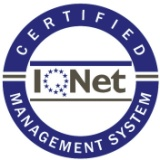 CERTIFIED
IQNet
MANAGEMENT SYSTEM